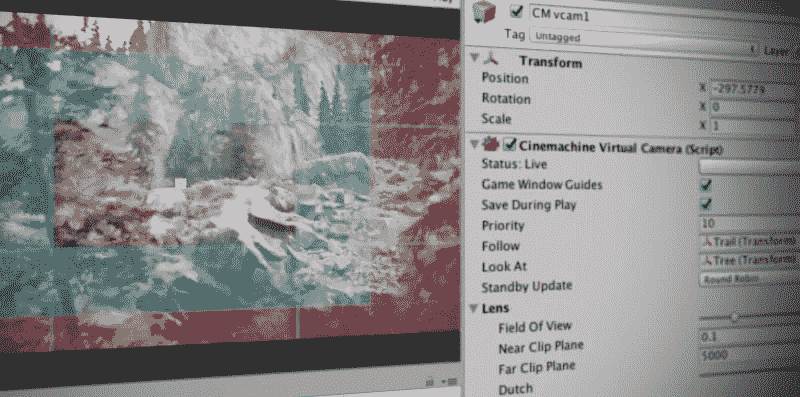 CM vcam1
Tag Untagged Layer
Transform
Position X -297.5779
Rotation X 0
Scale X 1
Cinemachine Virtual Camera (Script)
Status: Live
Game Window Guides
Save During Play
Priority 10
Follow Trail (Transform)
Look At Tree (Transform)
Standby Update Round Robin
Lens
Field Of View
Near Clip Plane 0.1
Far Clip Plane 5000
Dutch